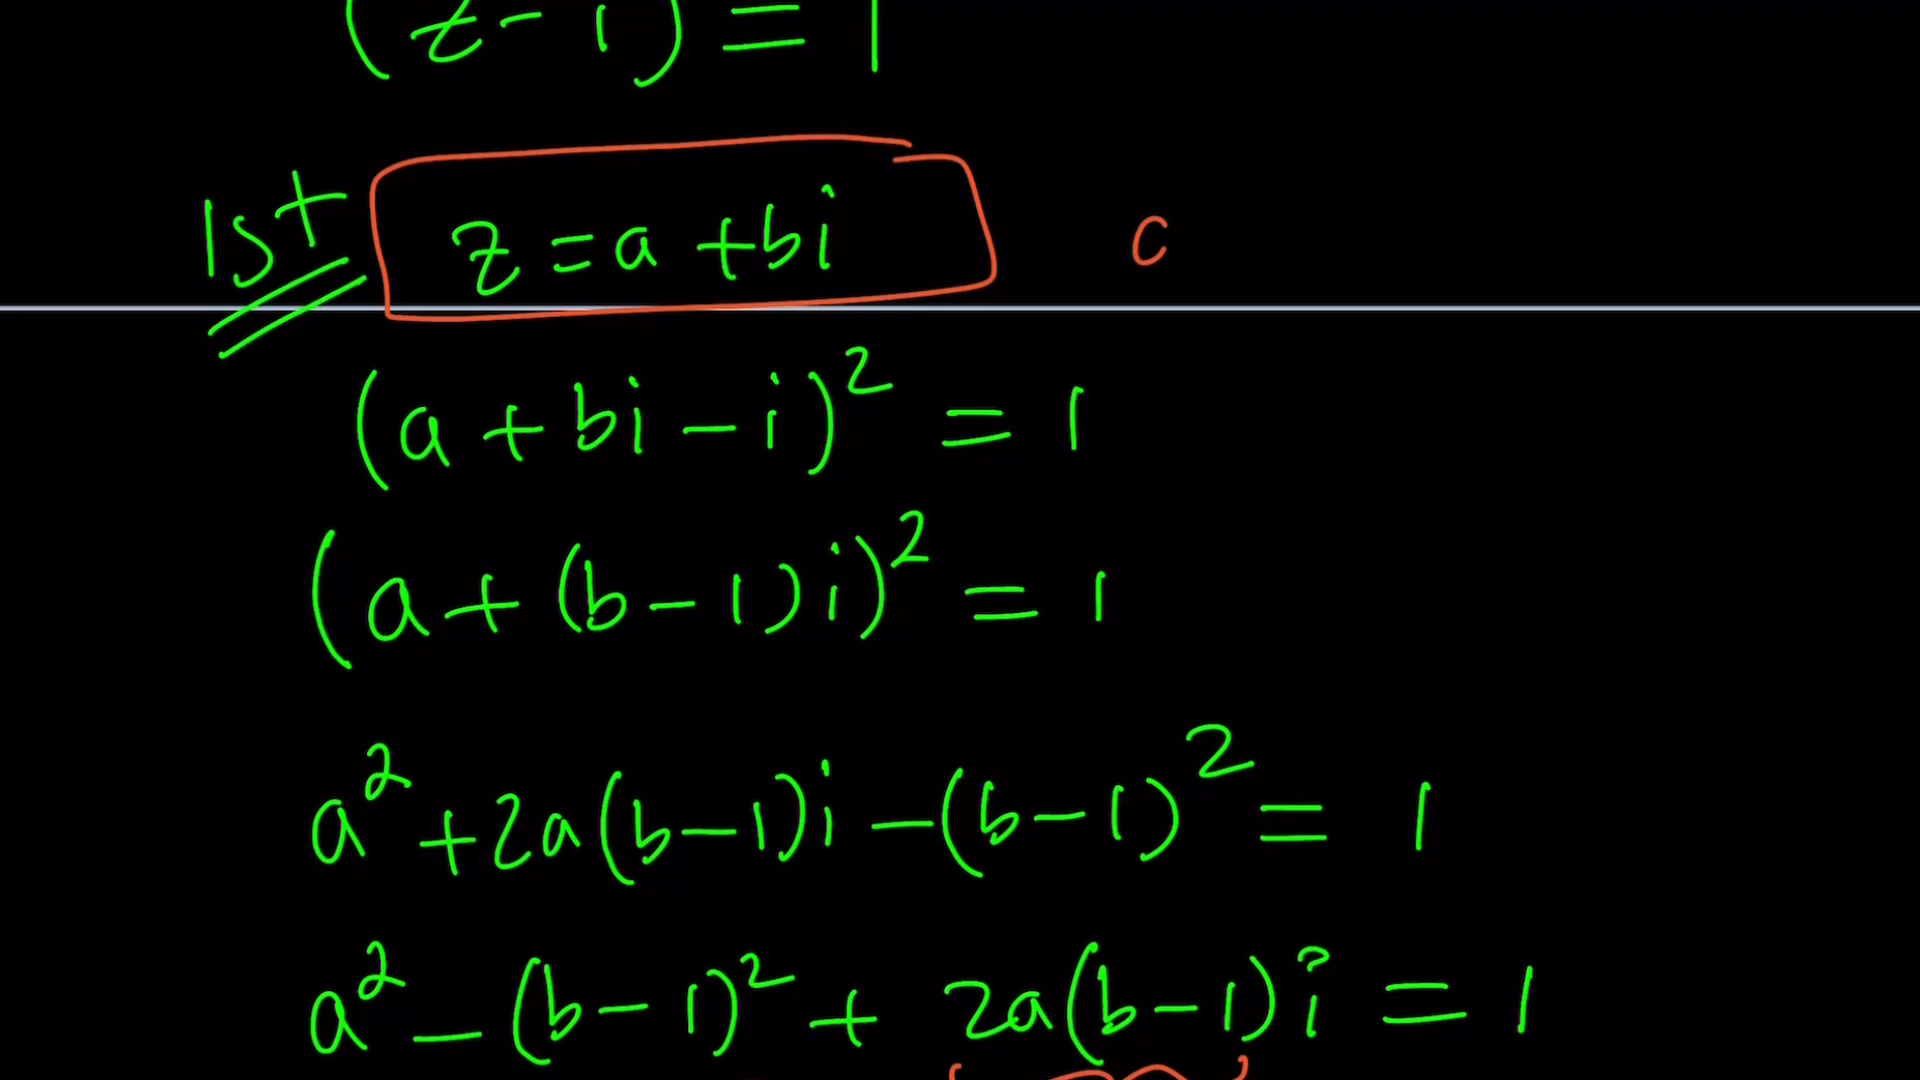 (z - i) = 1
1st z = a + bi c
(a + bi - i)² = 1
(a + (b - 1)i)² = 1
a² + 2a(b-1)i - (b-1)² = 1
a² - (b-1)² + 2a(b-1)i = 1